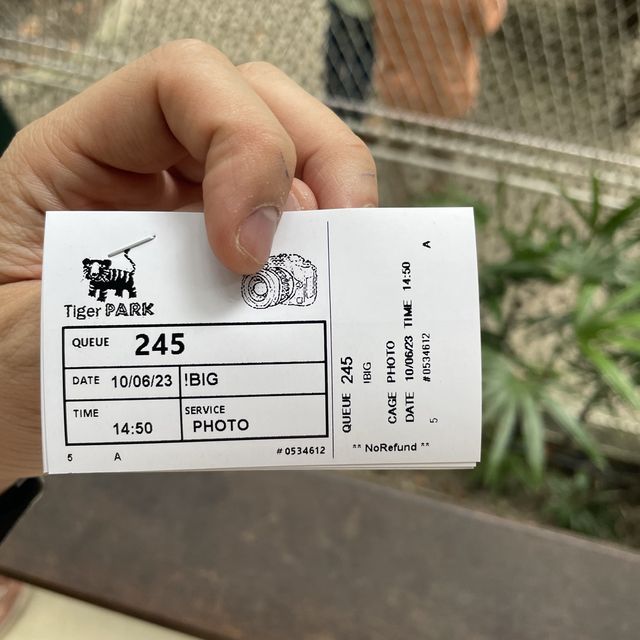 Tiger PARK
QUEUE 245
DATE 10/06/23 !BIG
TIME 14:50 SERVICE PHOTO
5 A #0534612
QUEUE 245
!BIG
CAGE PHOTO
DATE 10/06/23 TIME 14:50
#0534612
5 A
** NoRefund **